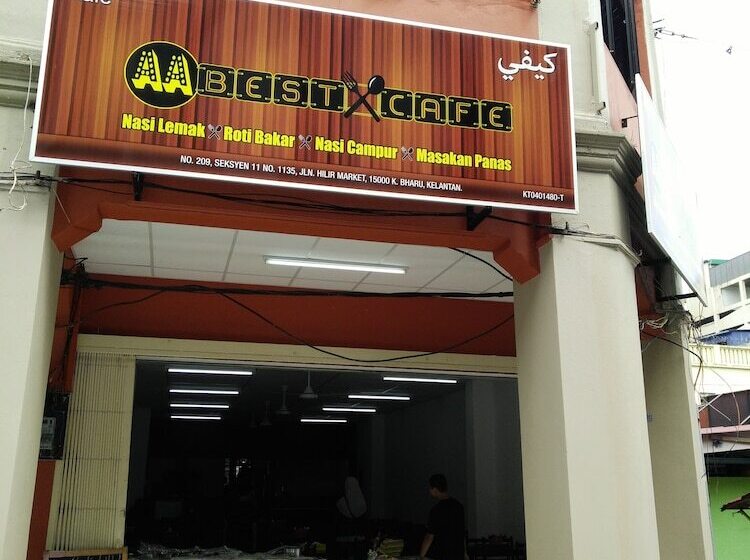 كيفي
AA BEST CAFE
Nasi Lemak Roti Bakar Nasi Campur Masakan Panas
NO. 209, SEKSYEN 11 NO. 1135, JLN. HILIR MARKET, 15000 K. BHARU, KELANTAN.
KT0401480-T